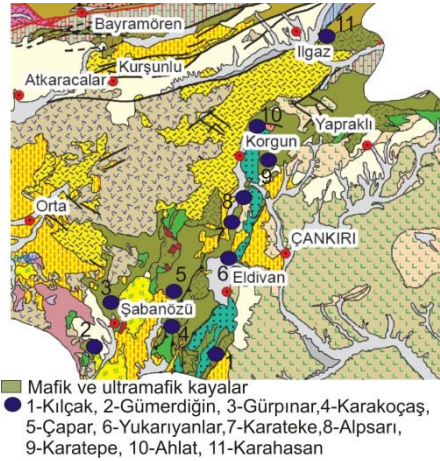 11
Bayramören
Ilgaz
Kurşunlu
Atkaracalar
10
Yapraklı
Korgun
9
8
Orta
7
ÇANKIRI
6
5
Eldivan
3
Şabanözü
4
2
1
Mafik ve ultramafik kayalar
1-Kılçak, 2-Gümerdiğin, 3-Gürpınar,4-Karakoçaş,
5-Çapar, 6-Yukarıyanlar,7-Karateke,8-Alpsarı,
9-Karatepe, 10-Ahlat, 11-Karahasan